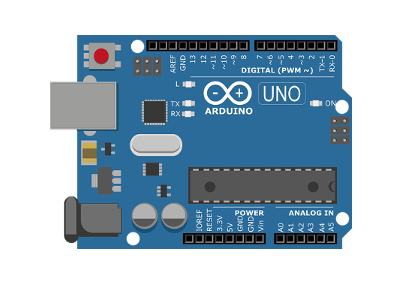 AREF
GND
13
12
~11
~10
~9
8
7
~6
~5
4
~3
2
TX→1
RX←0
DIGITAL (PWM ~)
L
TX
RX
UNO
ON
ARDUINO
POWER
ANALOG IN
IOREF
RESET
3.3V
5V
GND
GND
Vin
A0
A1
A2
A3
A4
A5